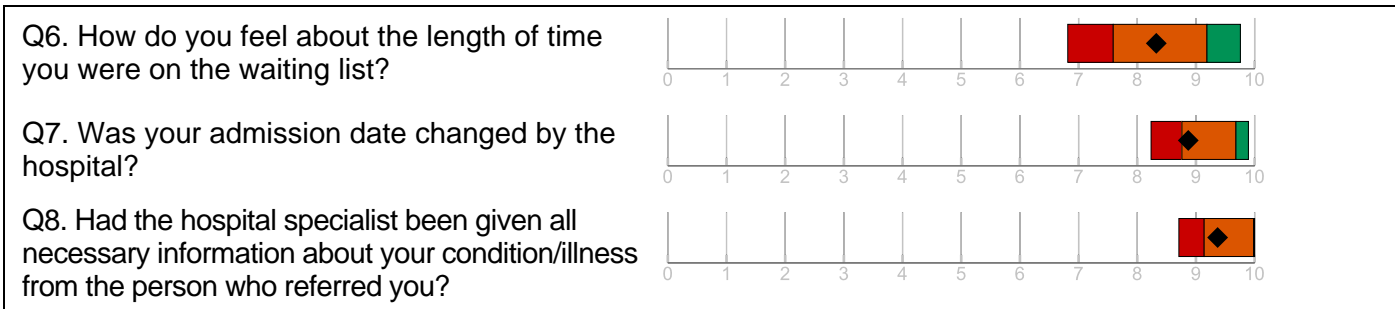 Q6. How do you feel about the length of time
you were on the waiting list?
0 1 2 3 4 5 6 7 8 9 10
Q7. Was your admission date changed by the
hospital?
0 1 2 3 4 5 6 7 8 9 10
Q8. Had the hospital specialist been given all
necessary information about your condition/illness
from the person who referred you?
0 1 2 3 4 5 6 7 8 9 10